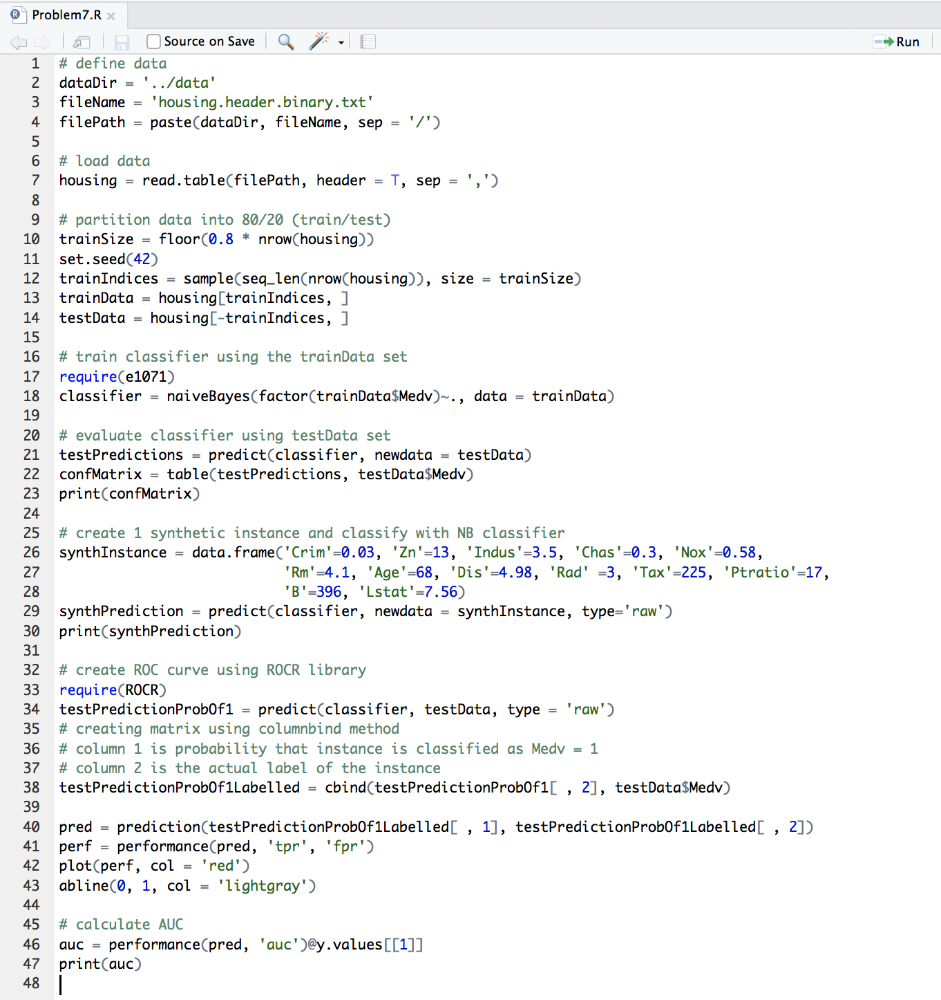 Problem7.R
Source on Save
Run
1 # define data
2 dataDir = '../data'
3 fileName = 'housing.header.binary.txt'
4 filePath = paste(dataDir, fileName, sep = '/')
5
6 # load data
7 housing = read.table(filePath, header = T, sep = ',')
8
9 # partition data into 80/20 (train/test)
10 trainSize = floor(0.8 * nrow(housing))
11 set.seed(42)
12 trainIndices = sample(seq_len(nrow(housing)), size = trainSize)
13 trainData = housing[trainIndices, ]
14 testData = housing[-trainIndices, ]
15
16 # train classifier using the trainData set
17 require(e1071)
18 classifier = naiveBayes(factor(trainData$Medv)~., data = trainData)
19
20 # evaluate classifier using testData set
21 testPredictions = predict(classifier, newdata = testData)
22 confMatrix = table(testPredictions, testData$Medv)
23 print(confMatrix)
24
25 # create 1 synthetic instance and classify with NB classifier
26 synthInstance = data.frame('Crim'=0.03, 'Zn'=13, 'Indus'=3.5, 'Chas'=0.3, 'Nox'=0.58,
27 'Rm'=4.1, 'Age'=68, 'Dis'=4.98, 'Rad' =3, 'Tax'=225, 'Ptratio'=17,
28 'B'=396, 'Lstat'=7.56)
29 synthPrediction = predict(classifier, newdata = synthInstance, type='raw')
30 print(synthPrediction)
31
32 # create ROC curve using ROCR library
33 require(ROCR)
34 testPredictionProbOf1 = predict(classifier, testData, type = 'raw')
35 # creating matrix using columnbind method
36 # column 1 is probability that instance is classified as Medv = 1
37 # column 2 is the actual label of the instance
38 testPredictionProbOf1Labelled = cbind(testPredictionProbOf1[ , 2], testData$Medv)
39
40 pred = prediction(testPredictionProbOf1Labelled[ , 1], testPredictionProbOf1Labelled[ , 2])
41 perf = performance(pred, 'tpr', 'fpr')
42 plot(perf, col = 'red')
43 abline(0, 1, col = 'lightgray')
44
45 # calculate AUC
46 auc = performance(pred, 'auc')@y.values[[1]]
47 print(auc)
48